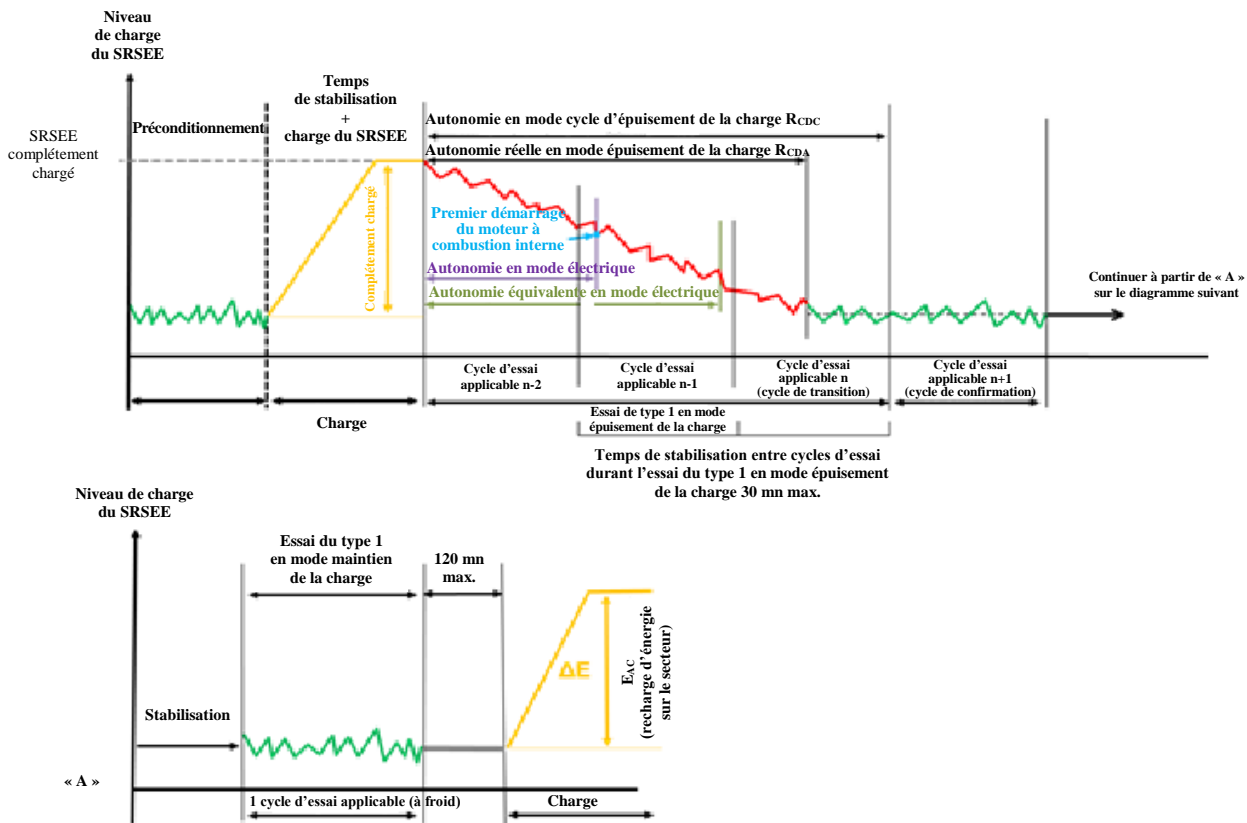 Niveau
de charge
du SRSEE
SRSEE
complétement
chargé
Préconditionnement
Temps
de stabilisation
+
charge du SRSEE
Complétement chargé
Autonomie en mode cycle d'épuisement de la charge RCDC
Autonomie réelle en mode épuisement de la charge RCDA
Premier démarrage
du moteur à
combustion interne
Autonomie en mode électrique
Autonomie équivalente en mode électrique
Continuer à partir de « A »
sur le diagramme suivant
Cycle d'essai
applicable n-2
Cycle d'essai
applicable n-1
Cycle d'essai
applicable n
(cycle de transition)
Cycle d'essai
applicable n+1
(cycle de confirmation)
Charge
Essai de type 1 en mode
épuisement de la charge
Temps de stabilisation entre cycles d'essai
durant l'essai du type 1 en mode épuisement
de la charge 30 mn max.
Niveau de charge
du SRSEE
Essai du type 1
en mode maintien
de la charge
120 mn
max.
ΔE
EAC
(recharge d'énergie
sur le secteur)
Stabilisation
« A »
1 cycle d'essai applicable (à froid)
Charge